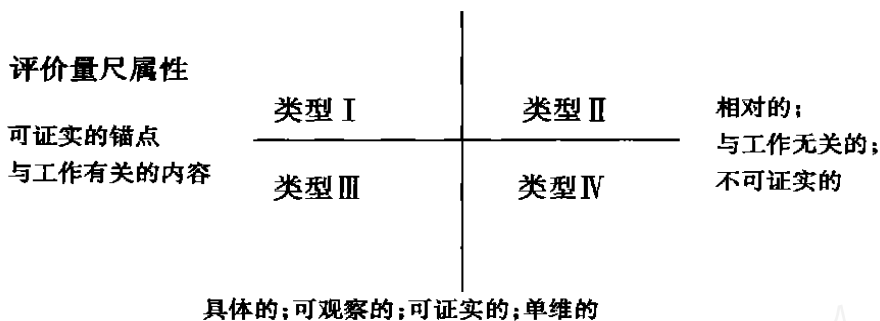 评价量尺属性
类型Ⅰ
类型Ⅱ
相对的;
可证实的锚点
与工作无关的;
与工作有关的内容
类型Ⅲ
类型Ⅳ
不可证实的
具体的;可观察的;可证实的;单维的